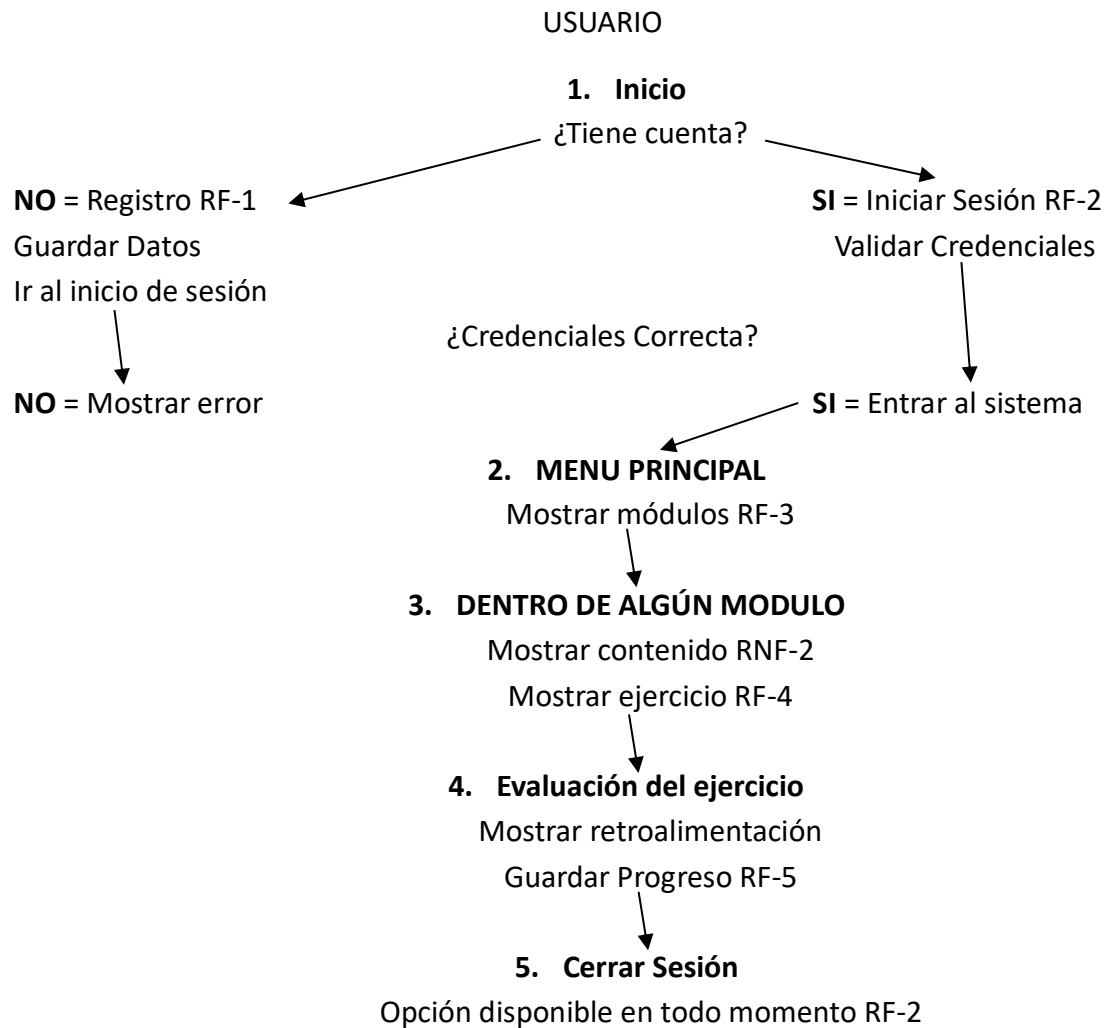 USUARIO
1. Inicio
¿Tiene cuenta?
NO = Registro RF-1
SI = Iniciar Sesión RF-2
Guardar Datos
Validar Credenciales
Ir al inicio de sesión
¿Credenciales Correcta?
NO = Mostrar error
SI = Entrar al sistema
2. MENU PRINCIPAL
Mostrar módulos RF-3
3. DENTRO DE ALGÚN MODULO
Mostrar contenido RNF-2
Mostrar ejercicio RF-4
4. Evaluación del ejercicio
Mostrar retroalimentación
Guardar Progreso RF-5
5. Cerrar Sesión
Opción disponible en todo momento RF-2